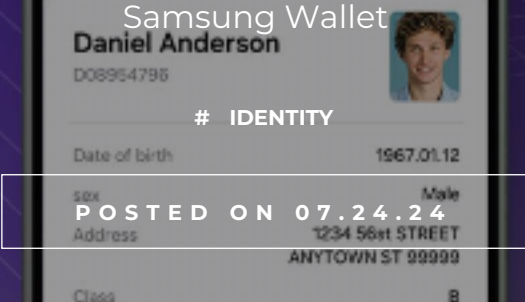 Samsung Wallet
Daniel Anderson
D08954796
# IDENTITY
Date of birth 1967.01.12
sex Male
POSTED ON 07.24.24
Address 1234 56st STREET
ANYTOWN ST 99999
Class B